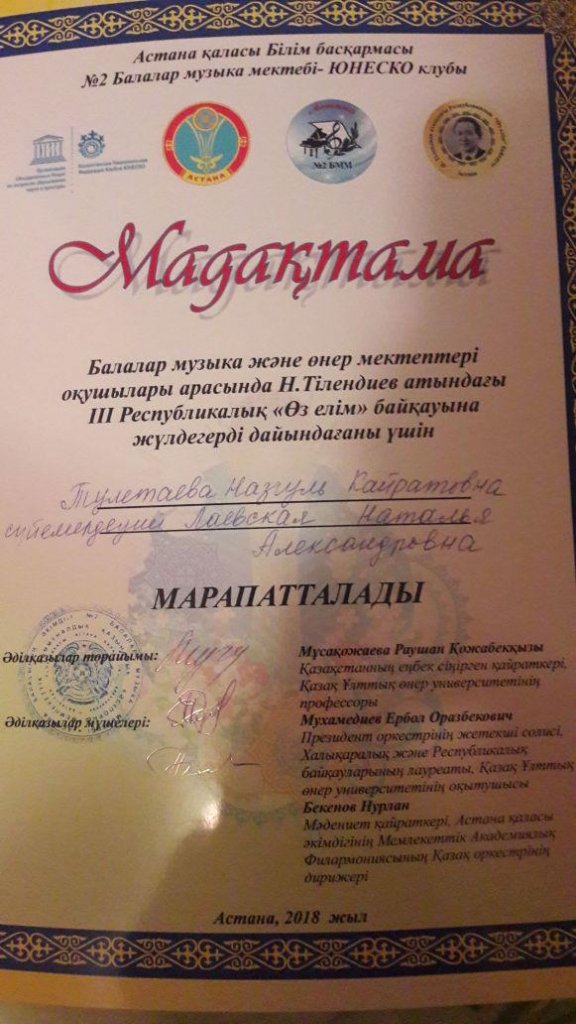 Астана қаласы Білім басқармасы
№2 Балалар музыка мектебі- ЮНЕСКО клубы
АСТАНА
№2 БММ
Мадақтама
Балалар музыка және өнер мектептері
оқушылары арасында Н.Тілендиев атындағы
III Республикалық «Өз елім» байқауына
жүлдегерді дайындағаны үшін
Тулетаева Назгуль Кайратовна
сүйемелдеуші Лаевская Наталья
Александровна
МАРАПАТТАЛАДЫ
Әділқазылар төрайымы:
Мусақожаева Раушан Қожабекқызы
Қазақстанның еңбек сіңірген қайраткері,
Қазақ Ұлттық өнер университетінің
профессоры
Әділқазылар мүшелері:
Мухамедиев Ербол Оразбекович
Президент оркестрінің жетекші солисі,
Халықаралық және Республикалық
байқауларының лауреаты, Қазақ Ұлттық
өнер университетінің оқытушысы
Бекенов Нурлан
Мәдениет қайраткері, Астана қаласы
әкімдігінің Мемлекеттік Академиялық
Филармониясының Қазақ оркестрінің
дирижері
Астана, 2018 жыл